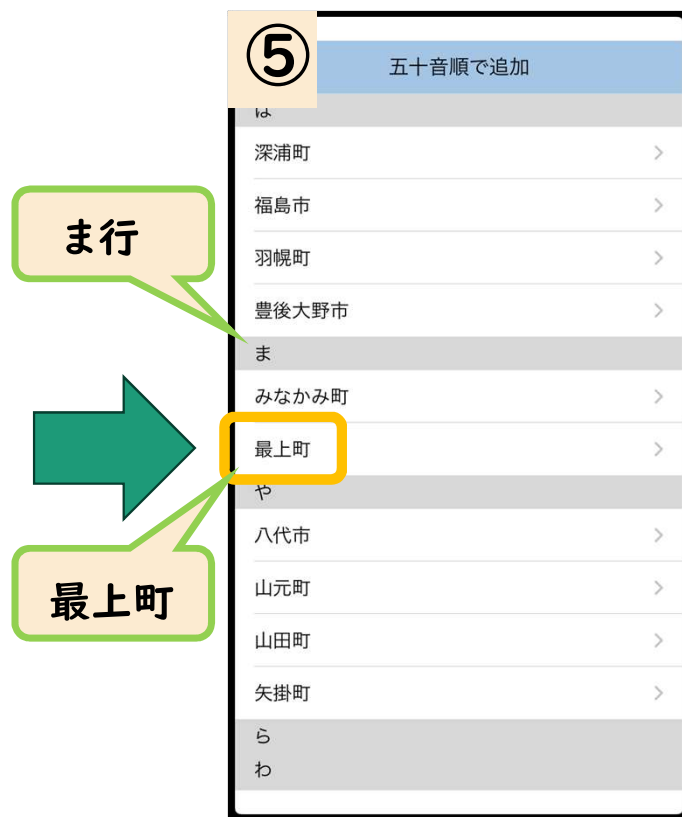 ⑤
五十音順で追加
は
深浦町
福島市
羽幌町
豊後大野市
ま行
ま
みなかみ町
最上町
や
最上町
八代市
山元町
山田町
矢掛町
ら
わ